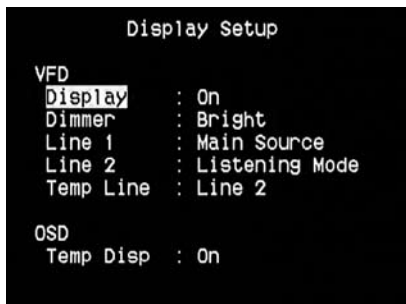 Display Setup
VFD
Display : On
Dimmer : Bright
Line 1 : Main Source
Line 2 : Listening Mode
Temp Line : Line 2
OSD
Temp Disp : On